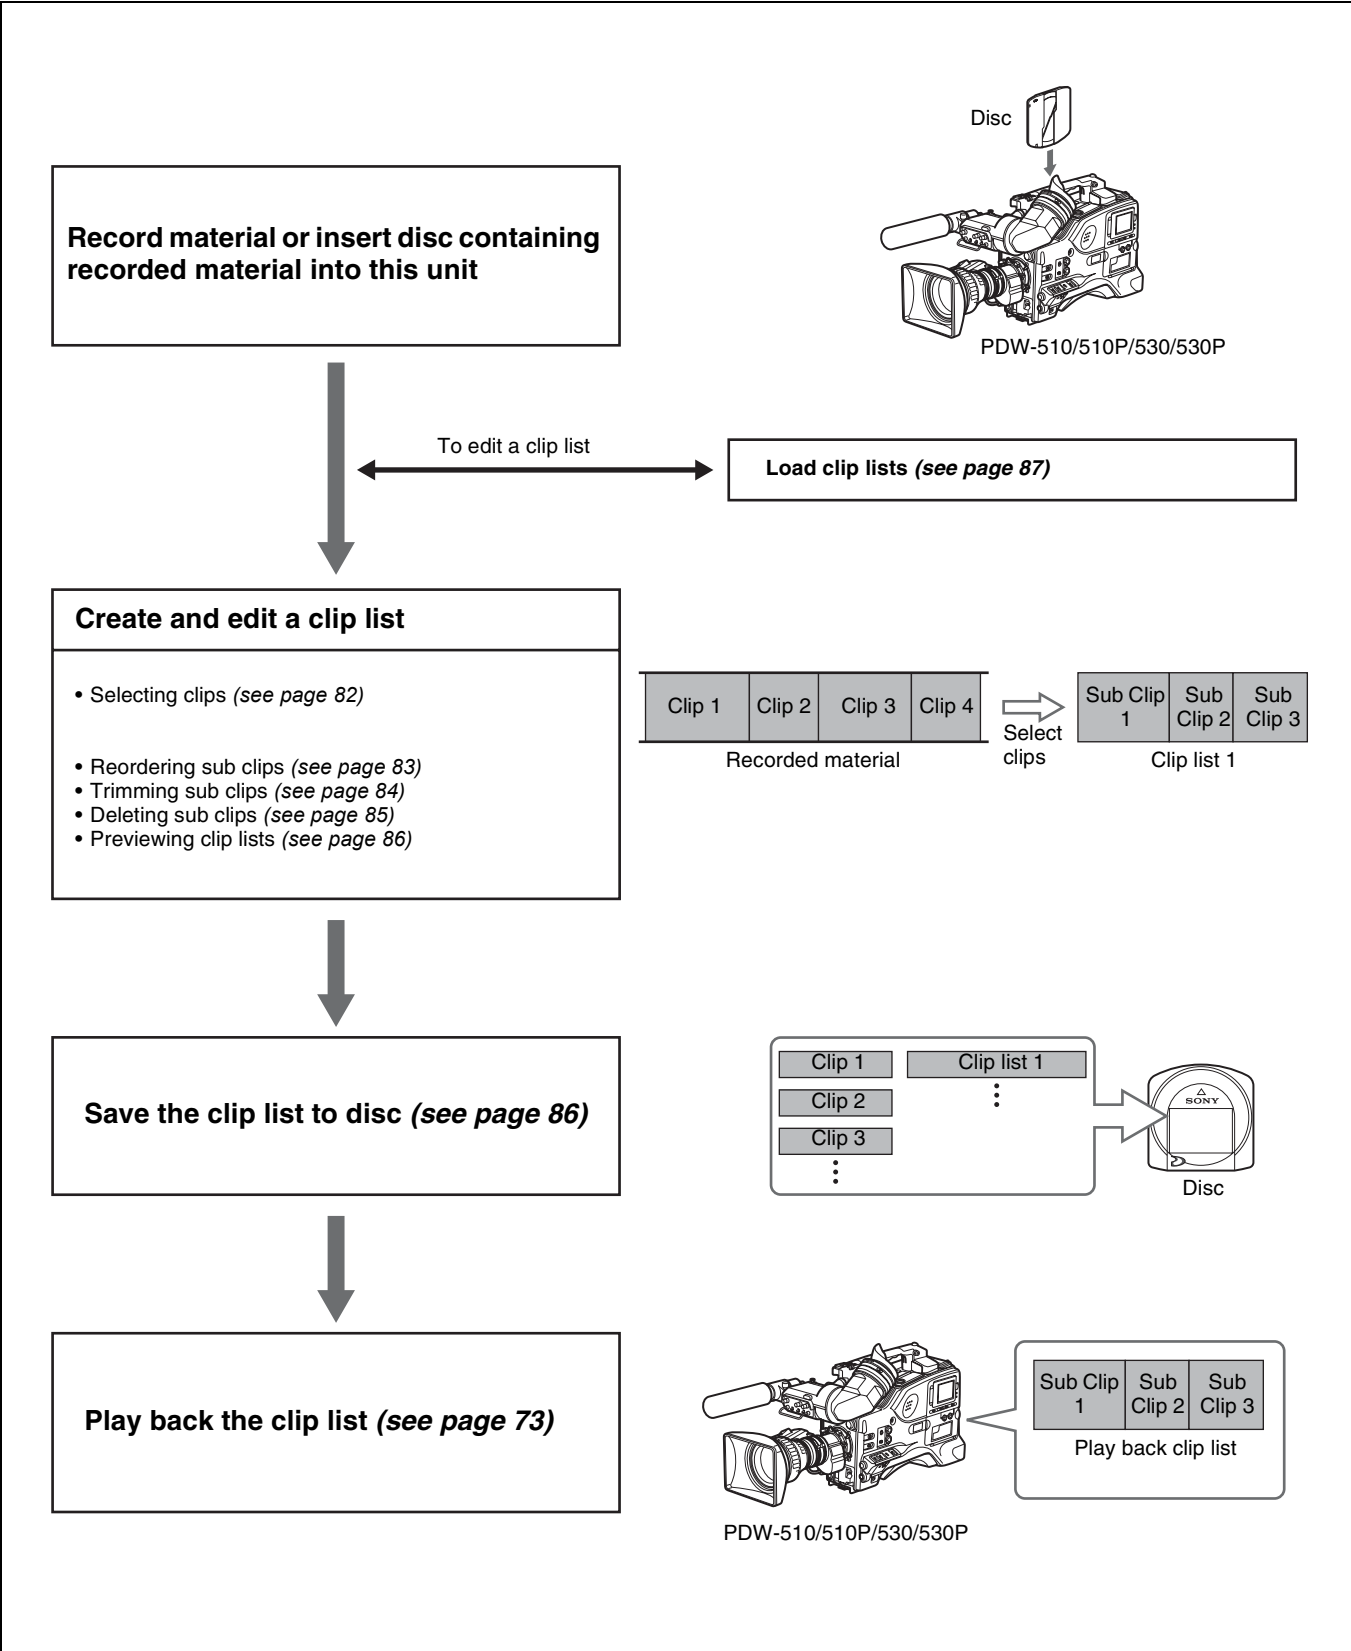 Disc
Record material or insert disc containing
recorded material into this unit
PDW-510/510P/530/530P
To edit a clip list
Load clip lists (see page 87)
Create and edit a clip list
• Selecting clips (see page 82)
• Reordering sub clips (see page 83)
• Trimming sub clips (see page 84)
• Deleting sub clips (see page 85)
• Previewing clip lists (see page 86)
Clip 1
Clip 2
Clip 3
Clip 4
Recorded material
Select
clips
Sub Clip
1
Sub
Clip 2
Sub
Clip 3
Clip list 1
Save the clip list to disc (see page 86)
Clip 1
Clip 2
Clip 3
Clip list 1
SONY
Disc
Play back the clip list (see page 73)
PDW-510/510P/530/530P
Sub Clip
1
Sub
Clip 2
Sub
Clip 3
Play back clip list